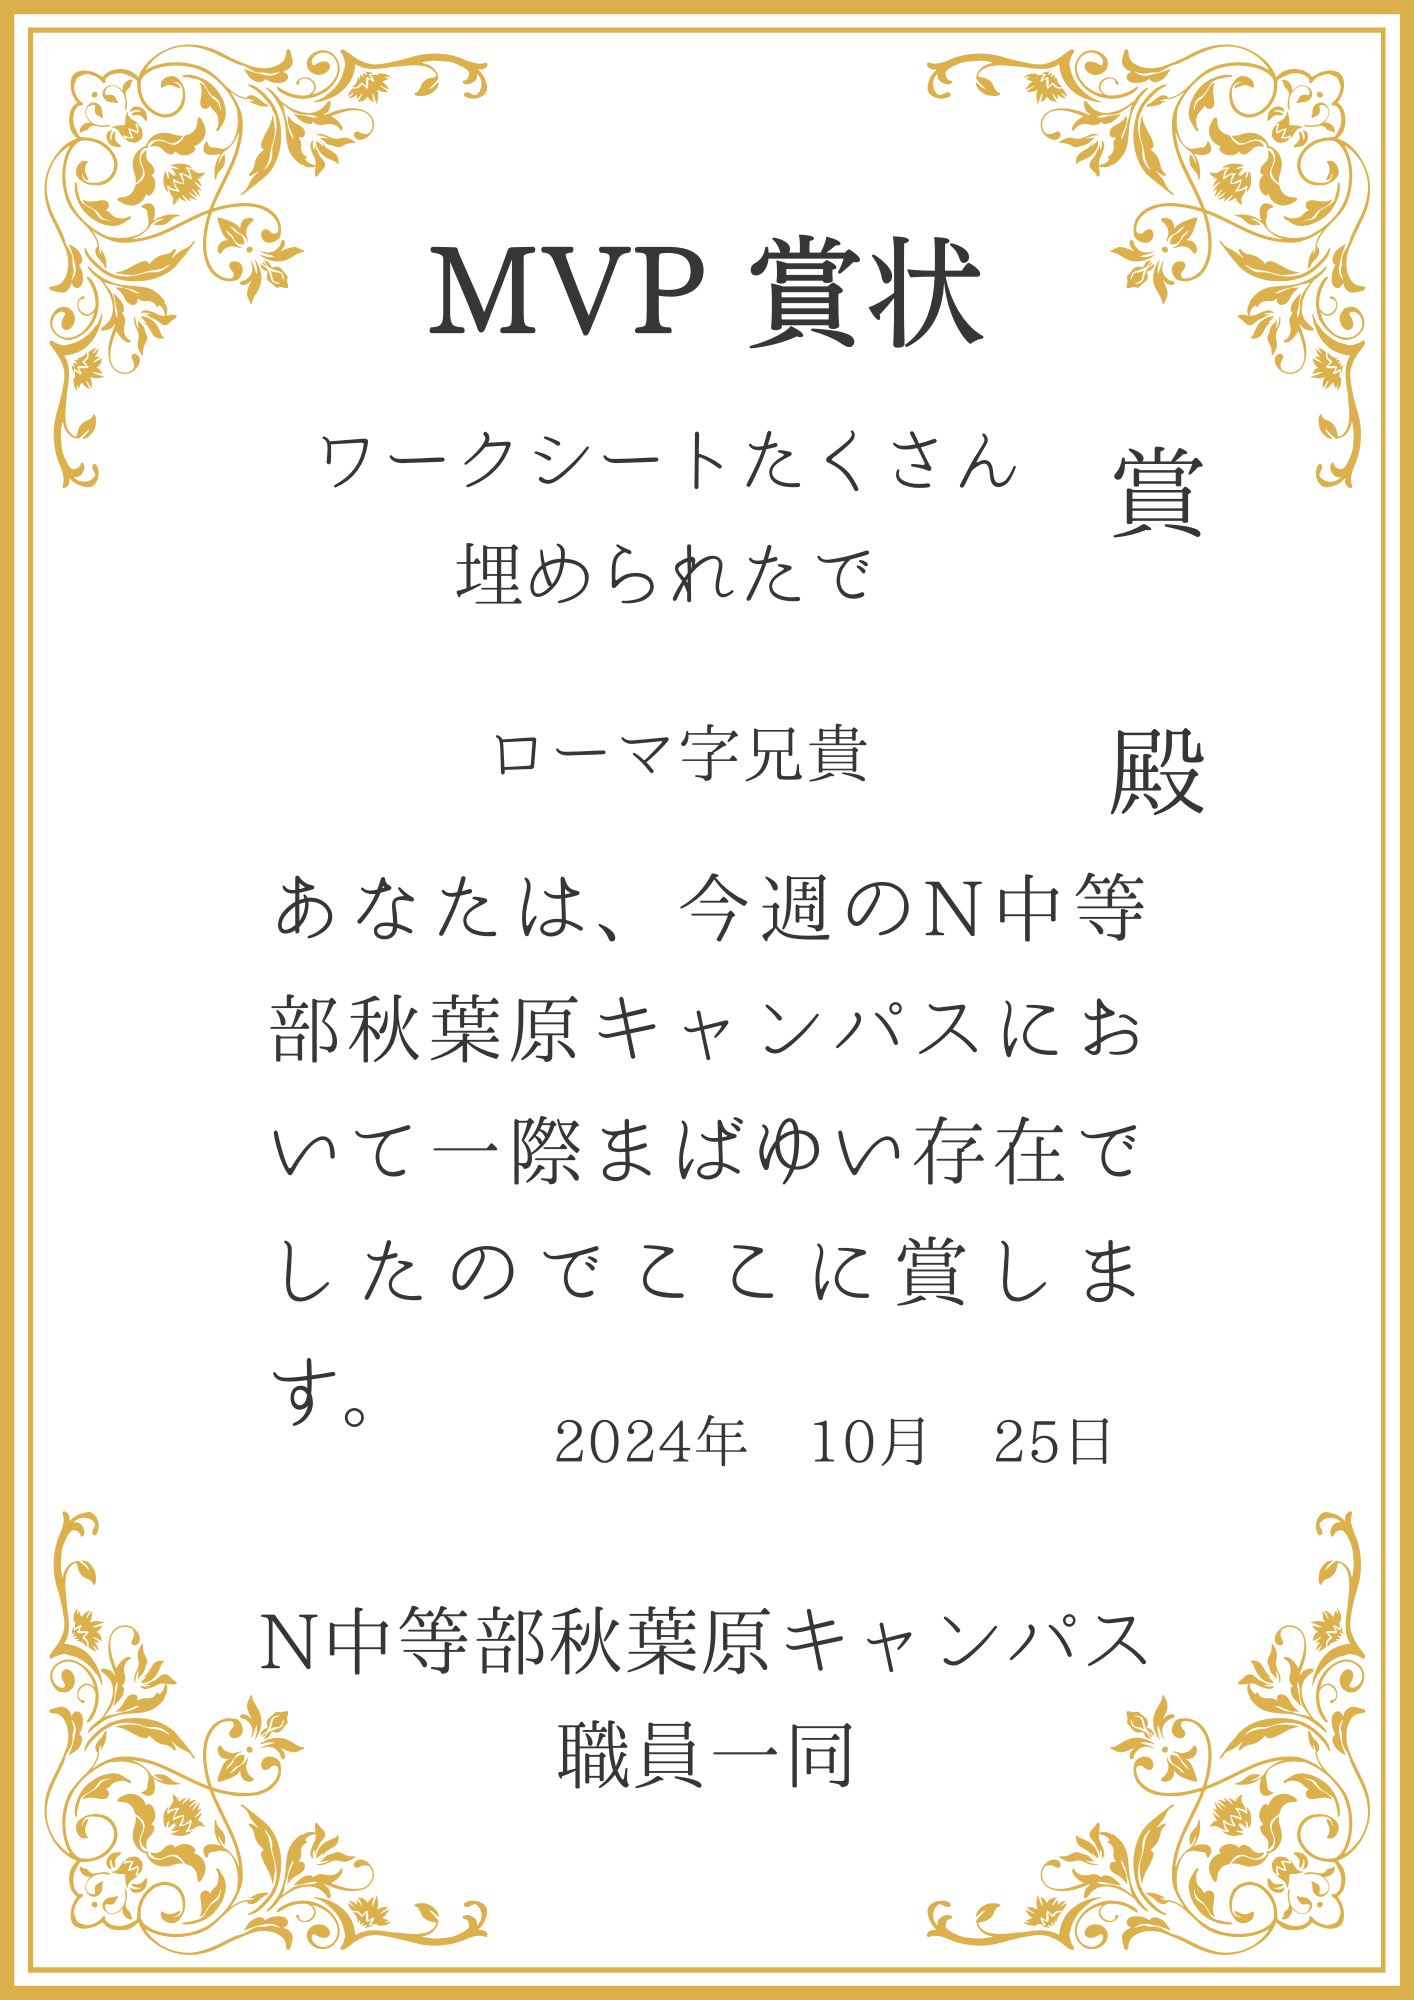 MVP 賞状
ワークシートたくさん
埋められたで
賞
ローマ字兄貴
殿
あなたは、今週のN中等
部秋葉原キャンパスにお
いて一際まばゆい存在で
したのでここに賞しま
す。
2024年　10月　25日
N中等部秋葉原キャンパス
職員一同